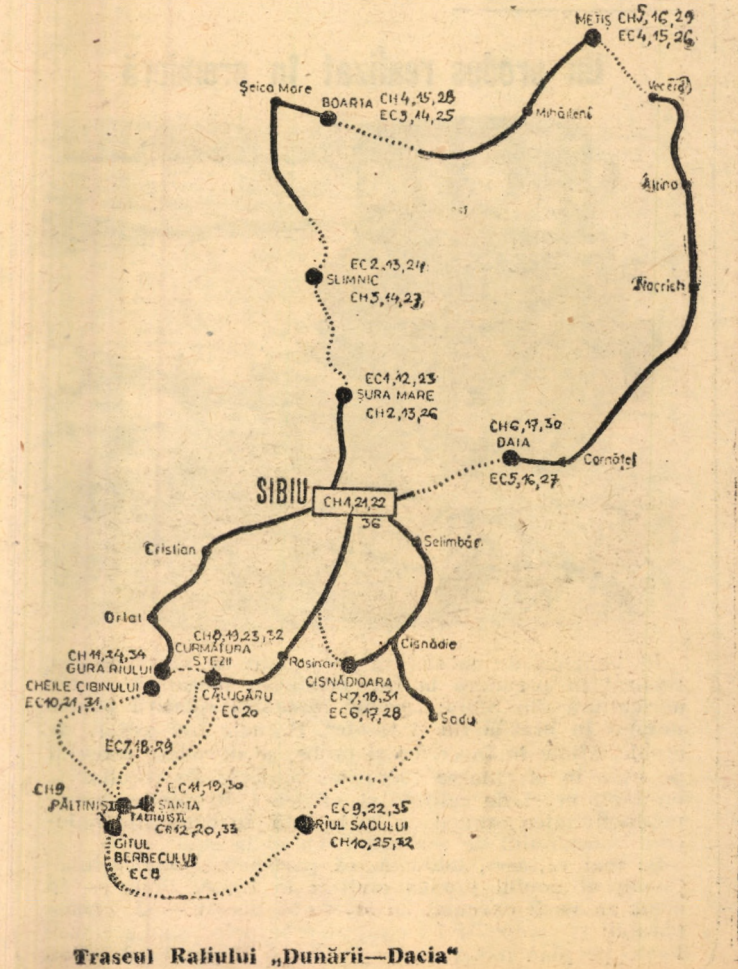 METIȘ CH5,16,29
EC4,15,26
Șeica Mare
BOARTA CH4,15,28
EC3,14,25
Mihăileni
Altina
Nocrich
EC2,13,24
SLIMNIC
CH3,14,27
EC1,12,23
ȘURA MARE
CH2,13,26
CH6,17,30
DAIA
EC5,16,27
Cornățel
SIBIU
CH1,21,22
36
Selimbăr
Cristian
Orlat
CH8,19,23,32
CURMĂTURA
STEZII
CH11,24,34
GURA RIULUI
CHEILE CIBINULUI
EC10,21,31
CĂLUGĂRU
EC20
Rășinari
Cisnădie
CISNĂDIOARA
CH7,18,31
EC6,17,28
Sadu
EC7,18,29
EC11,19,30
CH9
PĂLTINIȘ
SANTA
PĂLTINIȘ
CH12,20,33
GÎTUL
BERBECULUI
EC8
EC9,22,35
RÎUL SADULUI
CH10,25,32
Traseul Raliului „Dunării—Dacia“